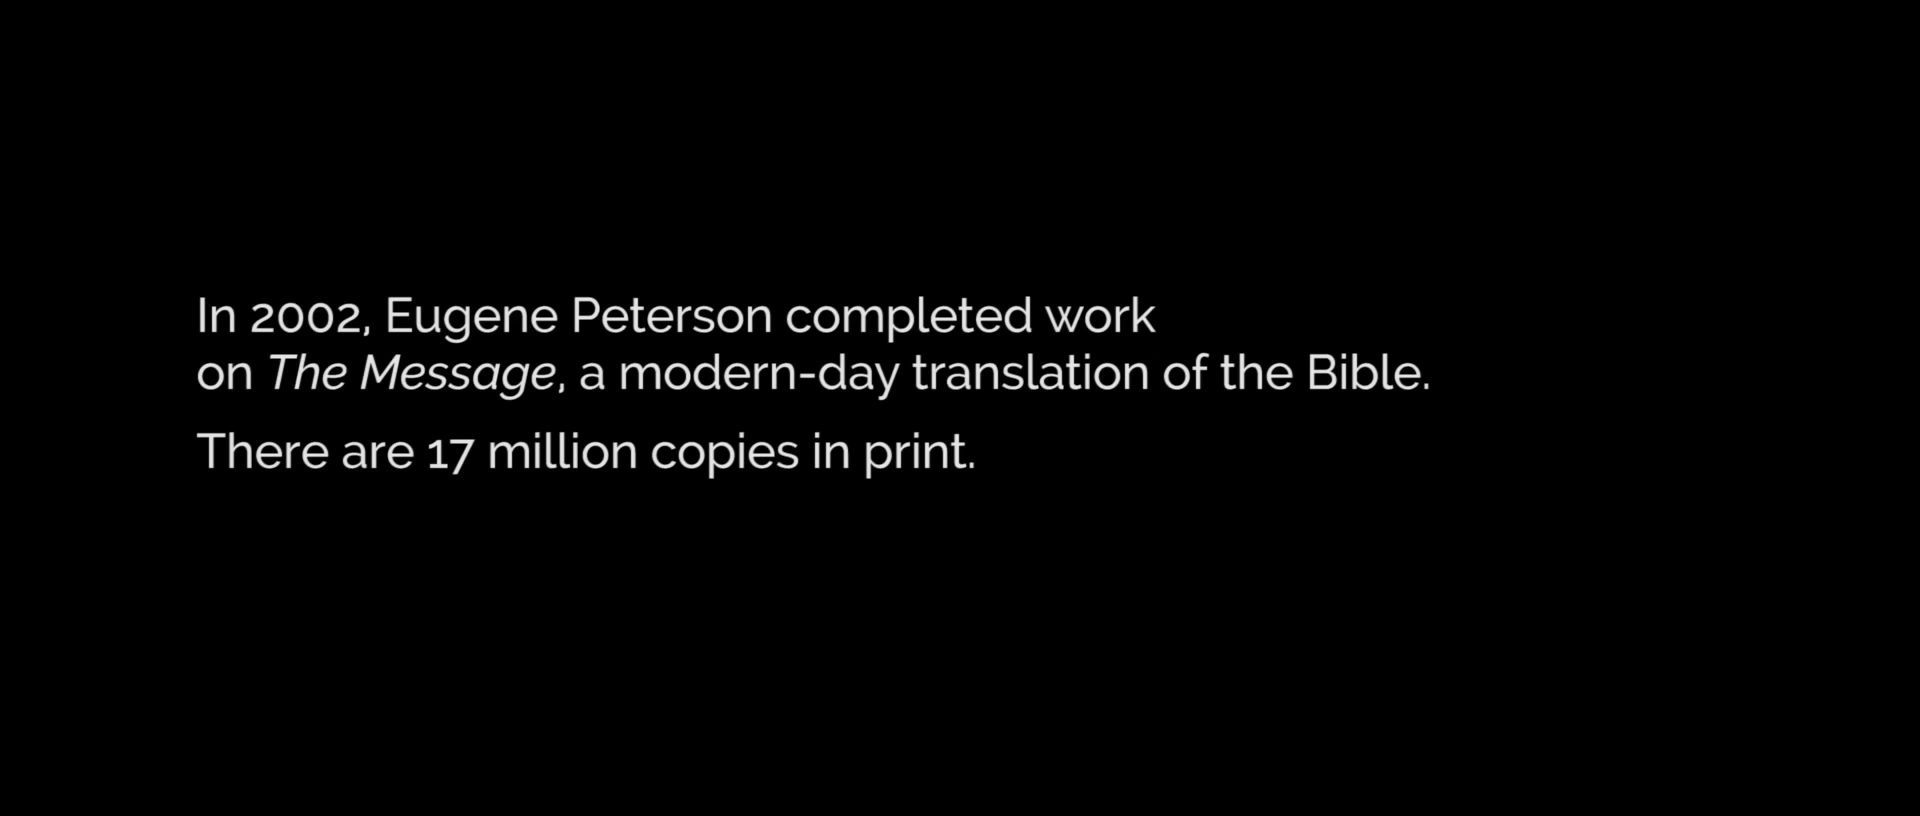 In 2002, Eugene Peterson completed work
on The Message, a modern-day translation of the Bible.
There are 17 million copies in print.